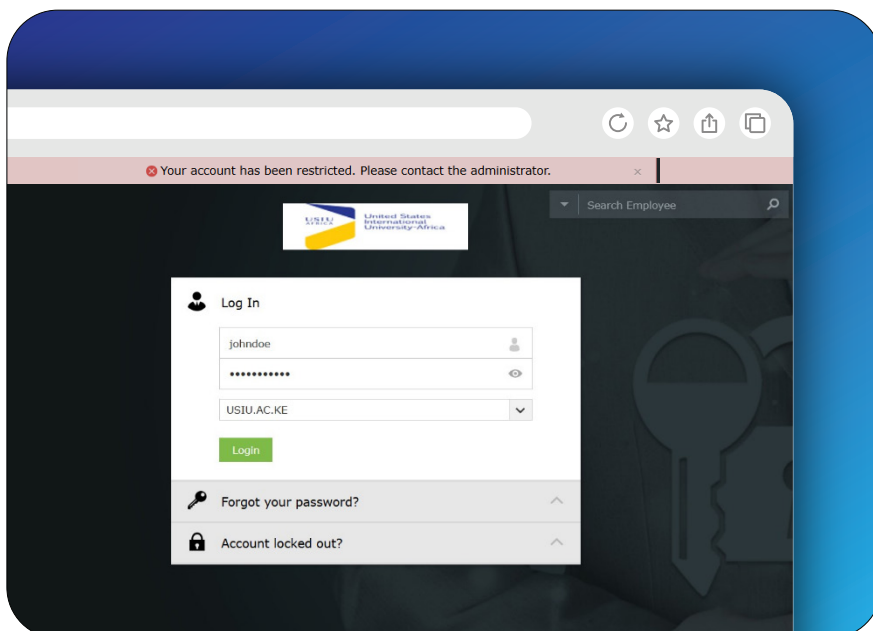 Your account has been restricted. Please contact the administrator.
Search Employee
USIU
AFRICA
United States
International
University-Africa
Log In
johndoe
•••••••••••
USIU.AC.KE
Login
Forgot your password?
Account locked out?